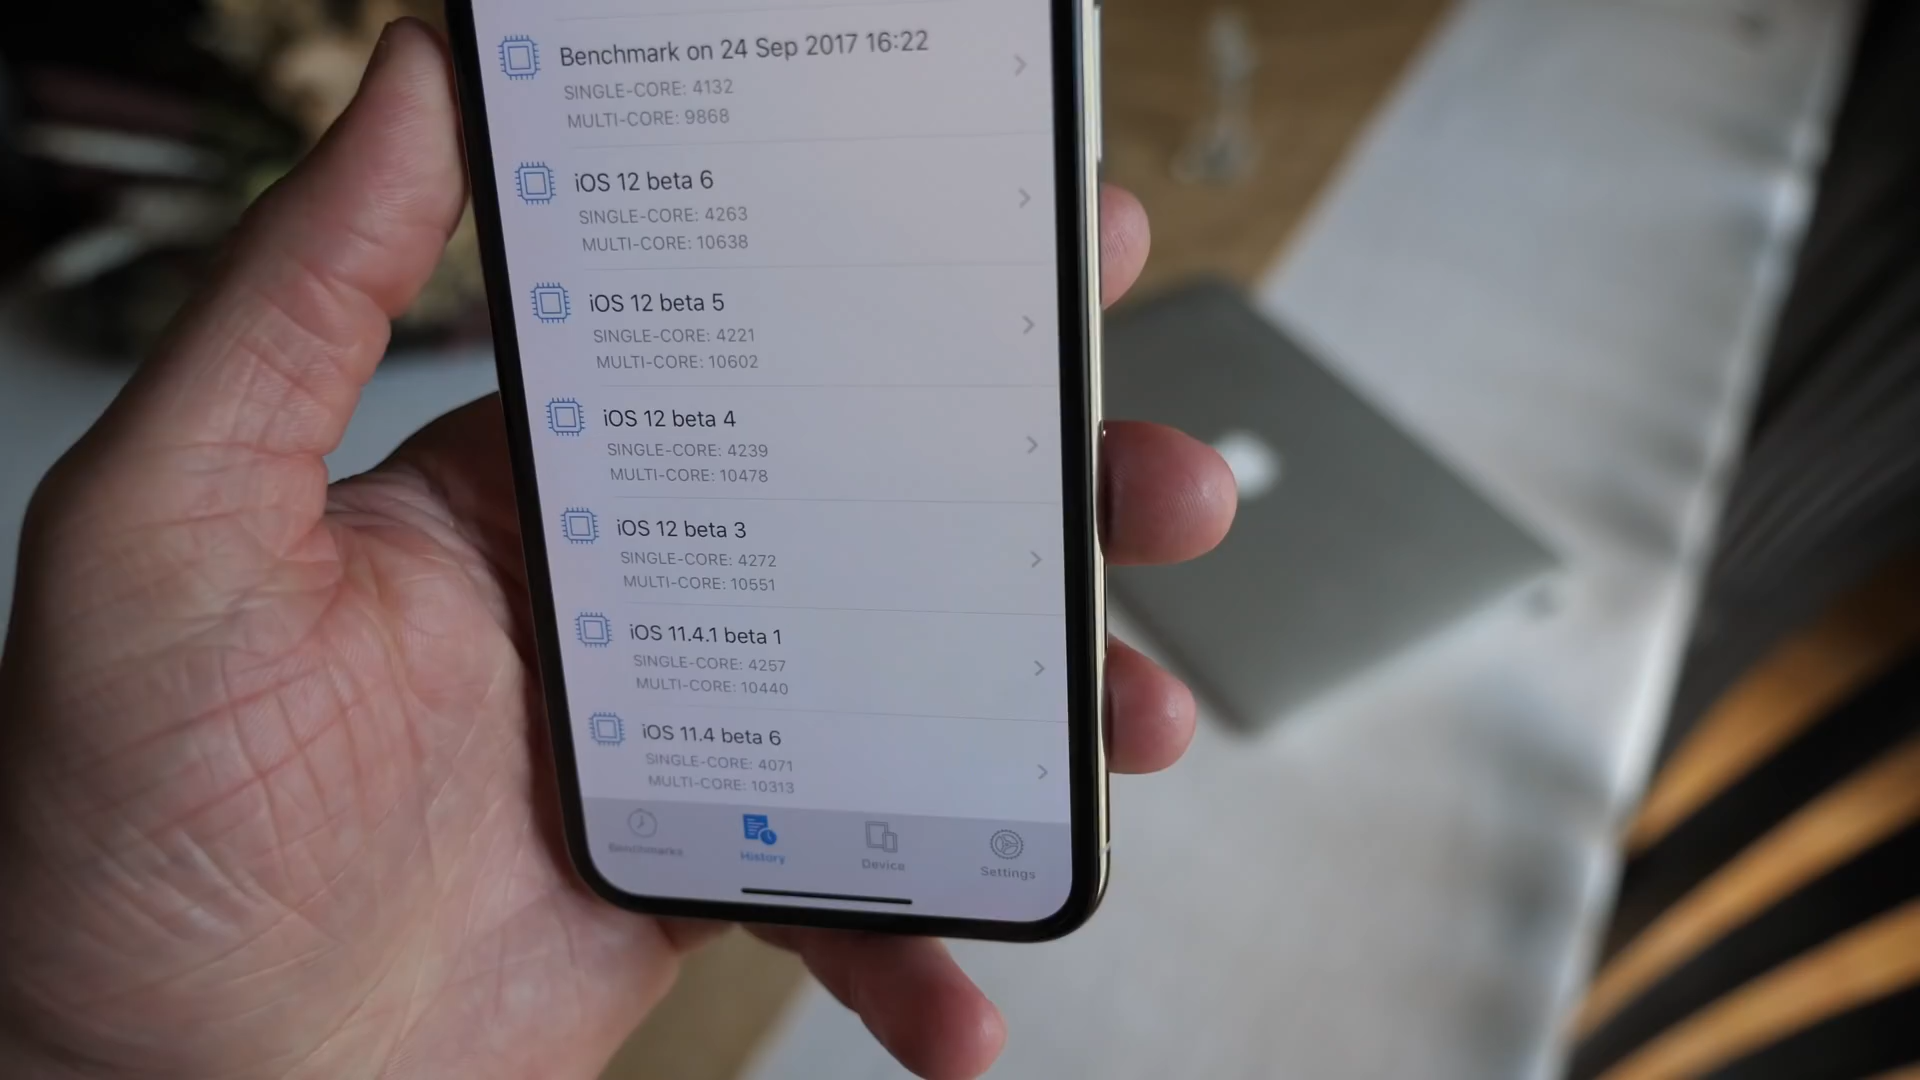 Benchmark on 24 Sep 2017 16:22
SINGLE-CORE: 4132
MULTI-CORE: 9868
iOS 12 beta 6
SINGLE-CORE: 4263
MULTI-CORE: 10638
iOS 12 beta 5
SINGLE-CORE: 4221
MULTI-CORE: 10602
iOS 12 beta 4
SINGLE-CORE: 4239
MULTI-CORE: 10478
iOS 12 beta 3
SINGLE-CORE: 4272
MULTI-CORE: 10551
iOS 11.4.1 beta 1
SINGLE-CORE: 4257
MULTI-CORE: 10440
iOS 11.4 beta 6
SINGLE-CORE: 4071
MULTI-CORE: 10313
Benchmarks History Device Settings